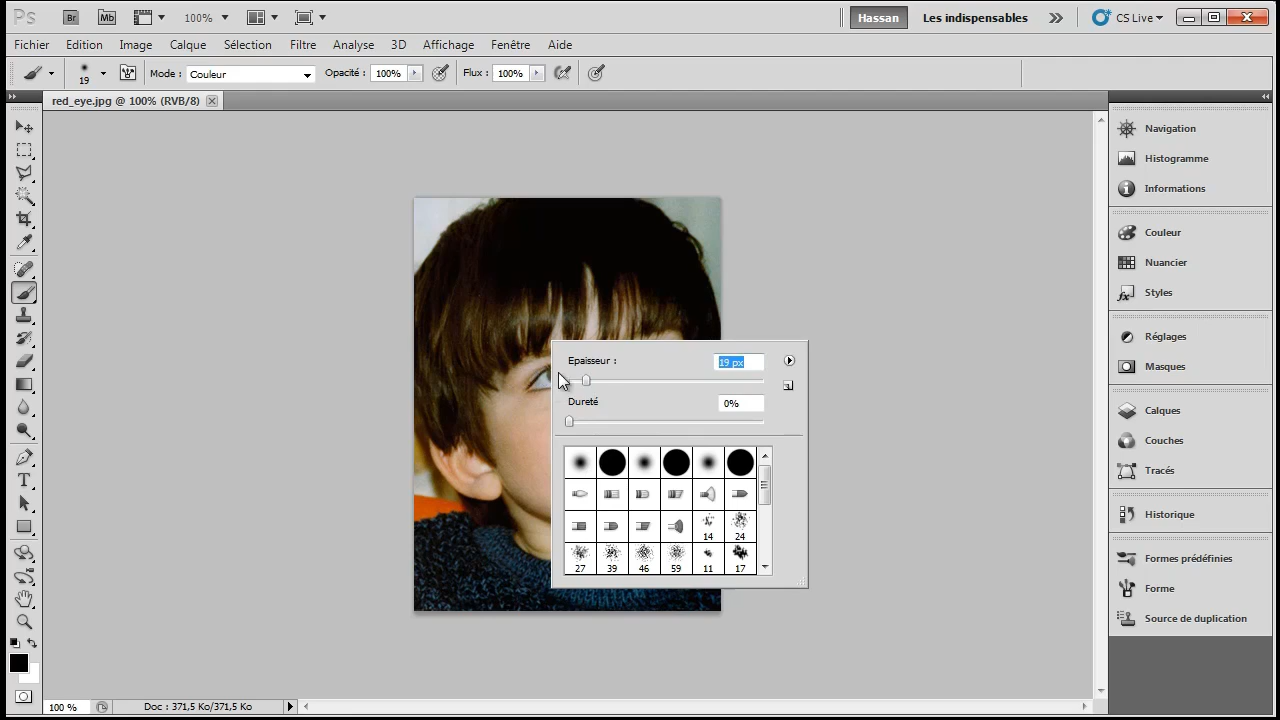 Ps
Br
Mb
100%
Hassan
Les indispensables
CS Live
Fichier
Edition
Image
Calque
Sélection
Filtre
Analyse
3D
Affichage
Fenêtre
Aide
19
Mode :
Couleur
Opacité :
100%
Flux :
100%
red_eye.jpg @ 100% (RVB/8)
Navigation
Histogramme
Informations
Couleur
Nuancier
Styles
Réglages
Masques
Calques
Couches
Tracés
Historique
Formes prédéfinies
Forme
Source de duplication
Epaisseur :
19 px
Dureté
0%
14
24
27
39
46
59
11
17
100 %
Doc : 371,5 Ko/371,5 Ko